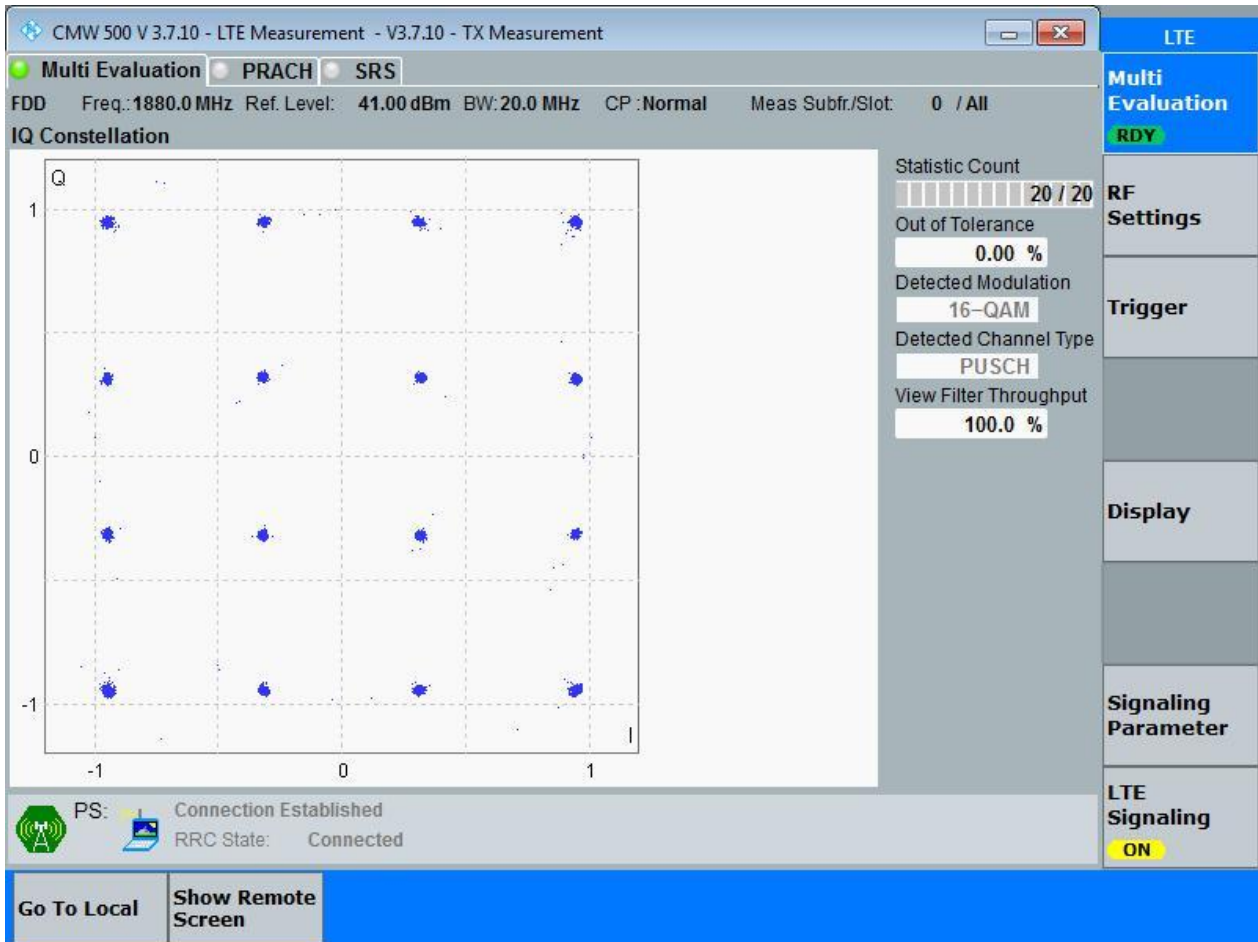 CMW 500 V 3.7.10 - LTE Measurement - V3.7.10 - TX Measurement
Multi Evaluation PRACH SRS
FDD Freq.: 1880.0 MHz Ref. Level: 41.00 dBm BW: 20.0 MHz CP : Normal Meas Subfr./Slot: 0 / All
IQ Constellation
Q
1
0
-1
I
-1 0 1
Statistic Count
20 / 20
Out of Tolerance
0.00 %
Detected Modulation
16-QAM
Detected Channel Type
PUSCH
View Filter Throughput
100.0 %
PS: Connection Established
RRC State: Connected
LTE
Multi
Evaluation
RDY
RF
Settings
Trigger
Display
Signaling
Parameter
LTE
Signaling
ON
Go To Local
Show Remote
Screen